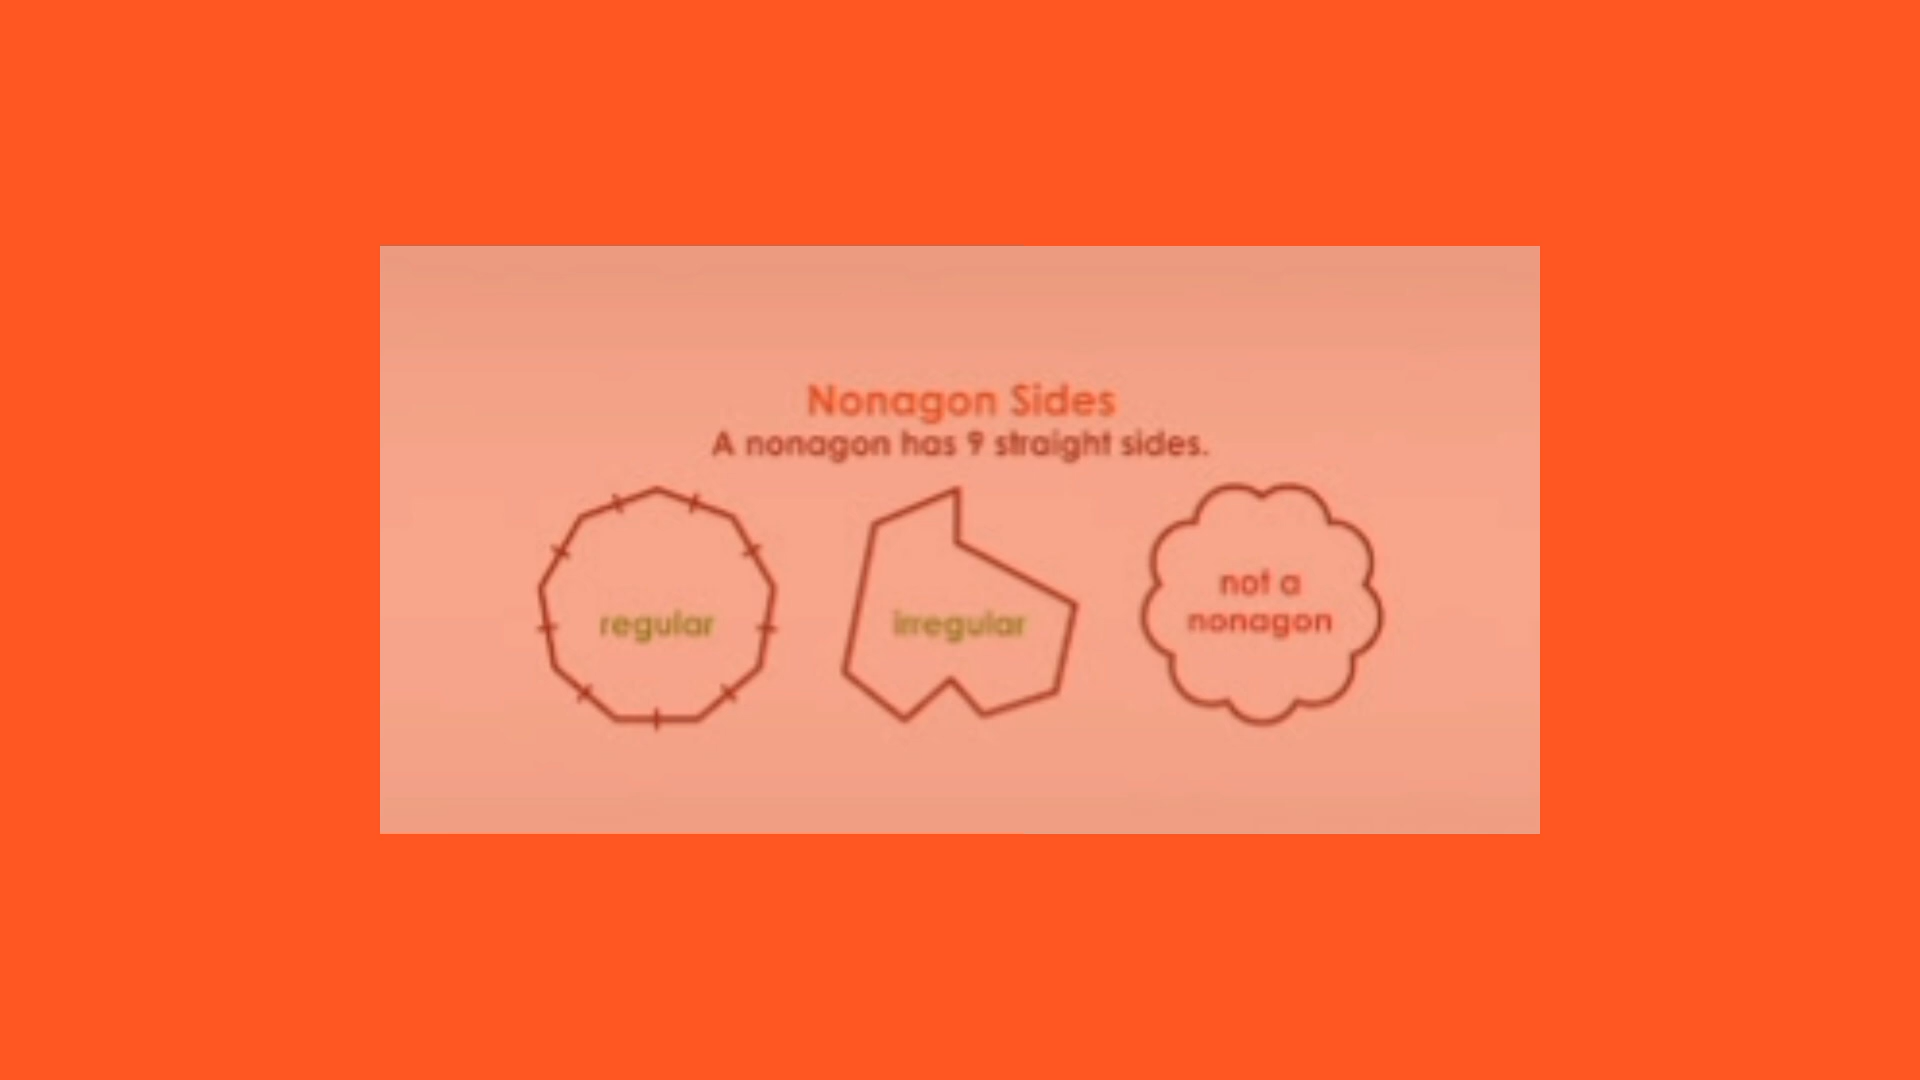 Nonagon Sides
A nonagon has 9 straight sides.
regular
irregular
not a
nonagon